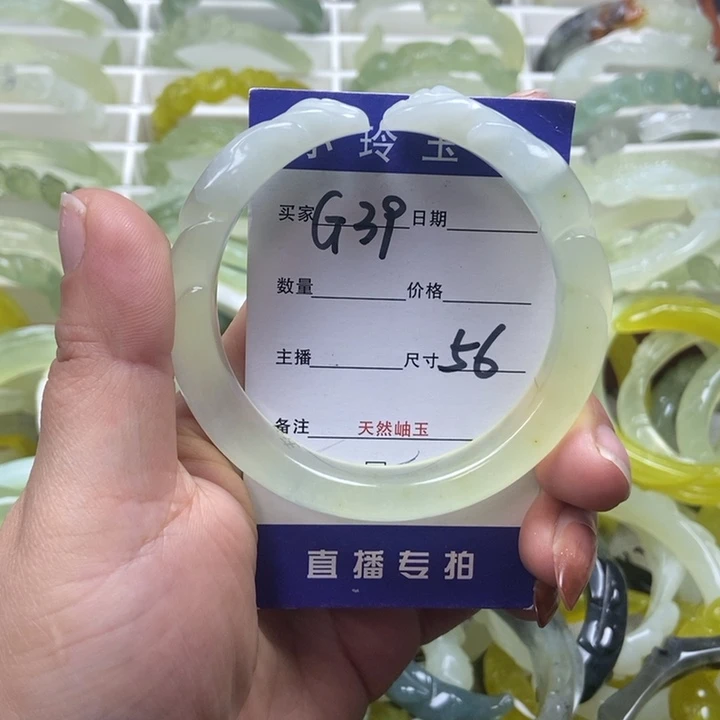 小玲玉
买家 G39 日期
数量 价格
主播 尺寸 56
备注 天然岫玉
直播专拍